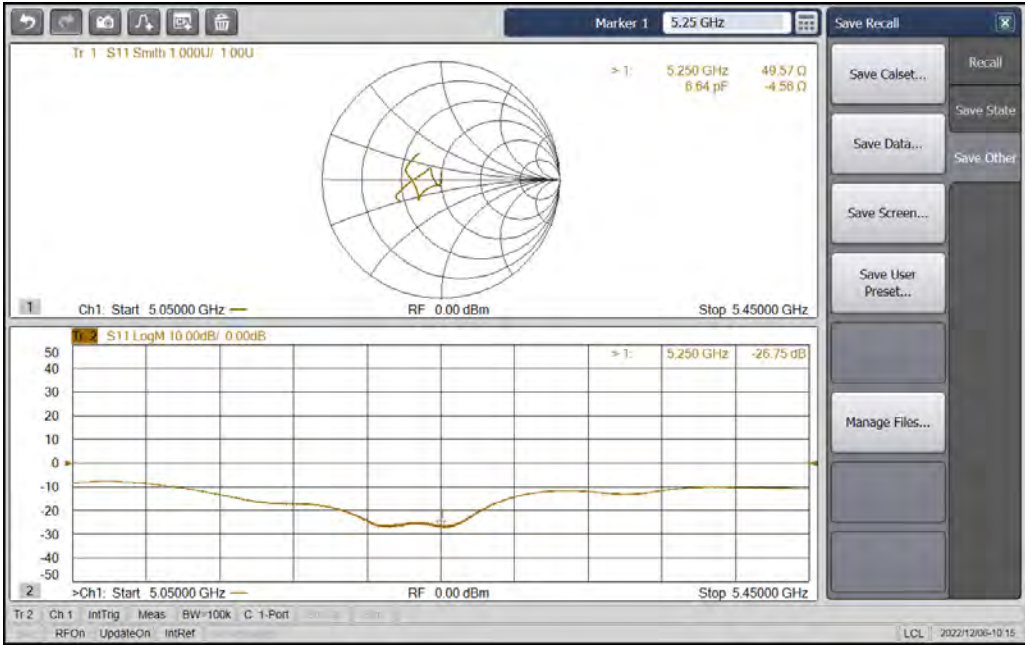 Marker 1 5.25 GHz
Save Recall
Tr 1 S11 Smith 1.000U/ 1.00U
> 1: 5.250 GHz 49.57 Ω
6.64 pF -4.56 Ω
1
Ch1: Start 5.05000 GHz
RF 0.00 dBm
Stop 5.45000 GHz
Tr 2 S11 LogM 10.00dB/ 0.00dB
> 1: 5.250 GHz -26.75 dB
50
40
30
20
10
0
-10
-20
-30
-40
-50
2
>Ch1: Start 5.05000 GHz
RF 0.00 dBm
Stop 5.45000 GHz
Save Calset...
Save Data...
Save Screen...
Save User
Preset...
Manage Files...
Recall
Save State
Save Other
Tr 2 Ch 1 IntTrig Meas BW=100k C 1-Port
RFOn UpdateOn IntRef
LCL 2022/12/06-10:15